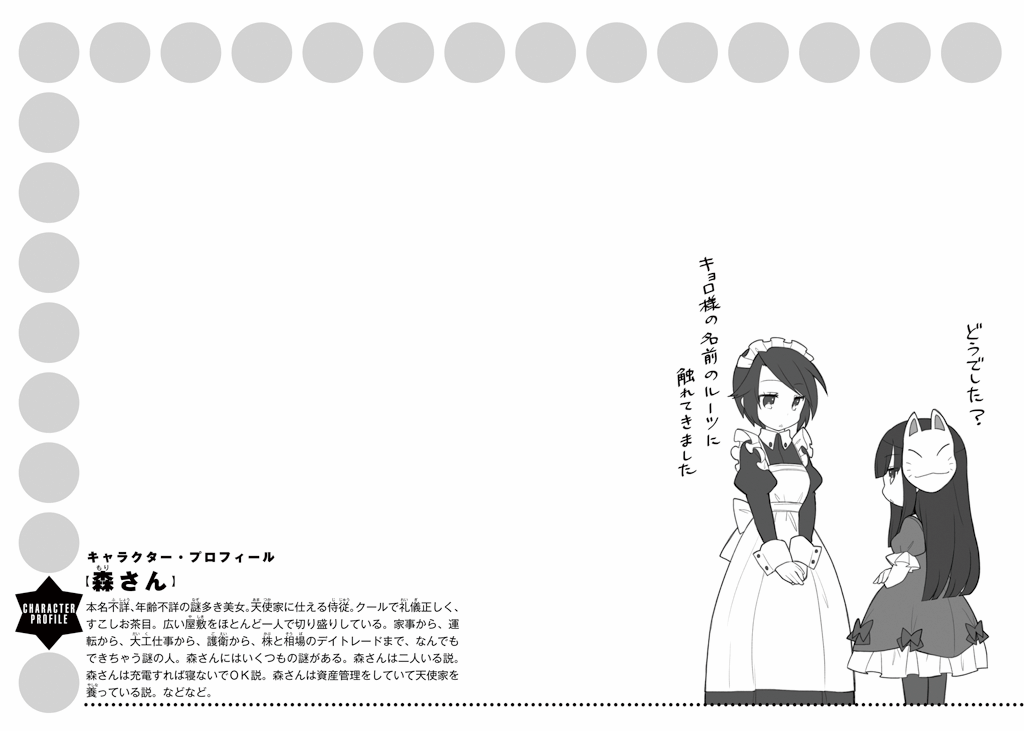 どうでした？
キョロ様の名前のルーツに
触れてきました
キャラクター・プロフィール
【森さん】
本名不詳、年齢不詳の謎多き美女。天使家に仕える侍従。クールで礼儀正しく、
すこしお茶目。広い屋敷をほとんど一人で切り盛りしている。家事から、運
転から、大工仕事から、護衛から、株と相場のデイトレードまで、なんでも
できちゃう謎の人。森さんにはいくつもの謎がある。森さんは二人いる説。
森さんは充電すれば寝ないでＯＫ説。森さんは資産管理をしていて天使家を
養っている説。などなど。
CHARACTER
PROFILE